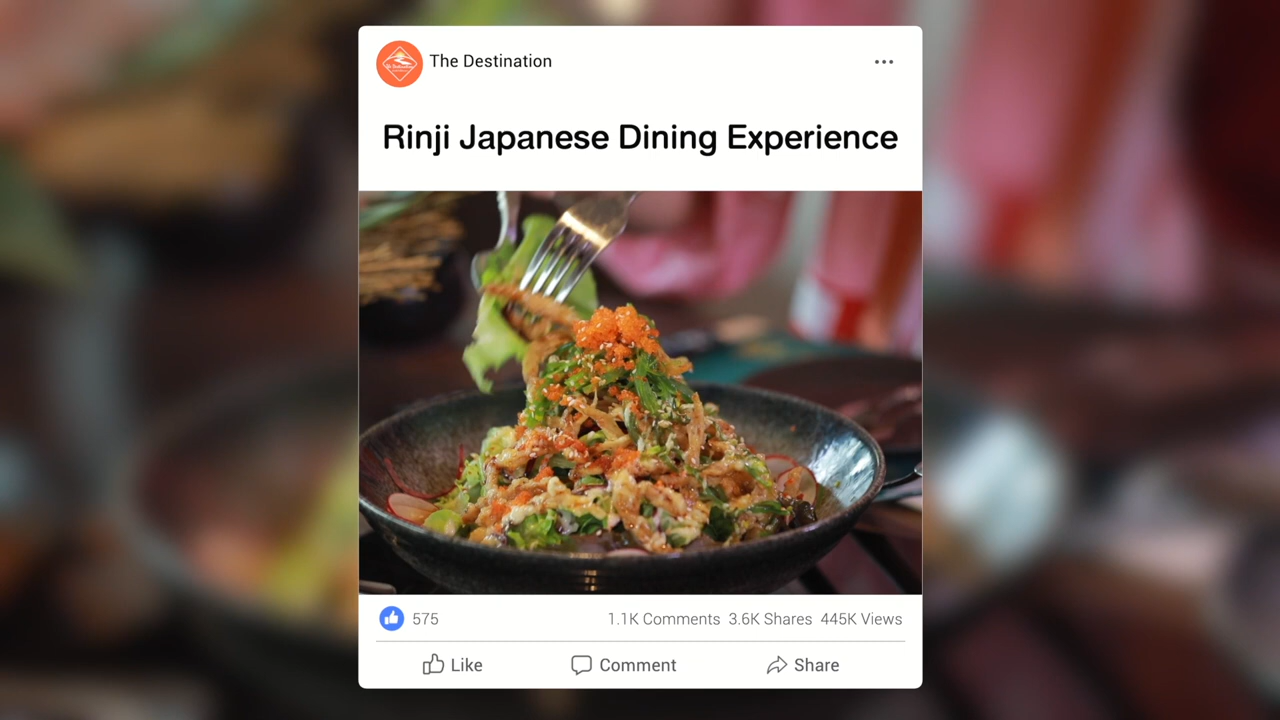 The Destination
Rinji Japanese Dining Experience
575
1.1K Comments 3.6K Shares 445K Views
Like
Comment
Share